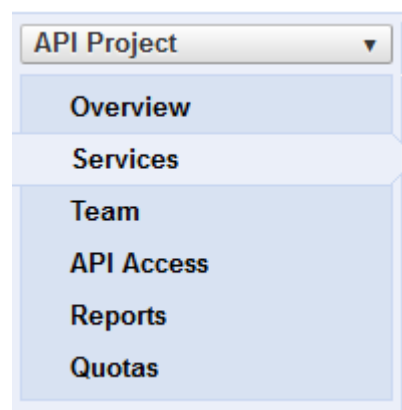 API Project
Overview
Services
Team
API Access
Reports
Quotas